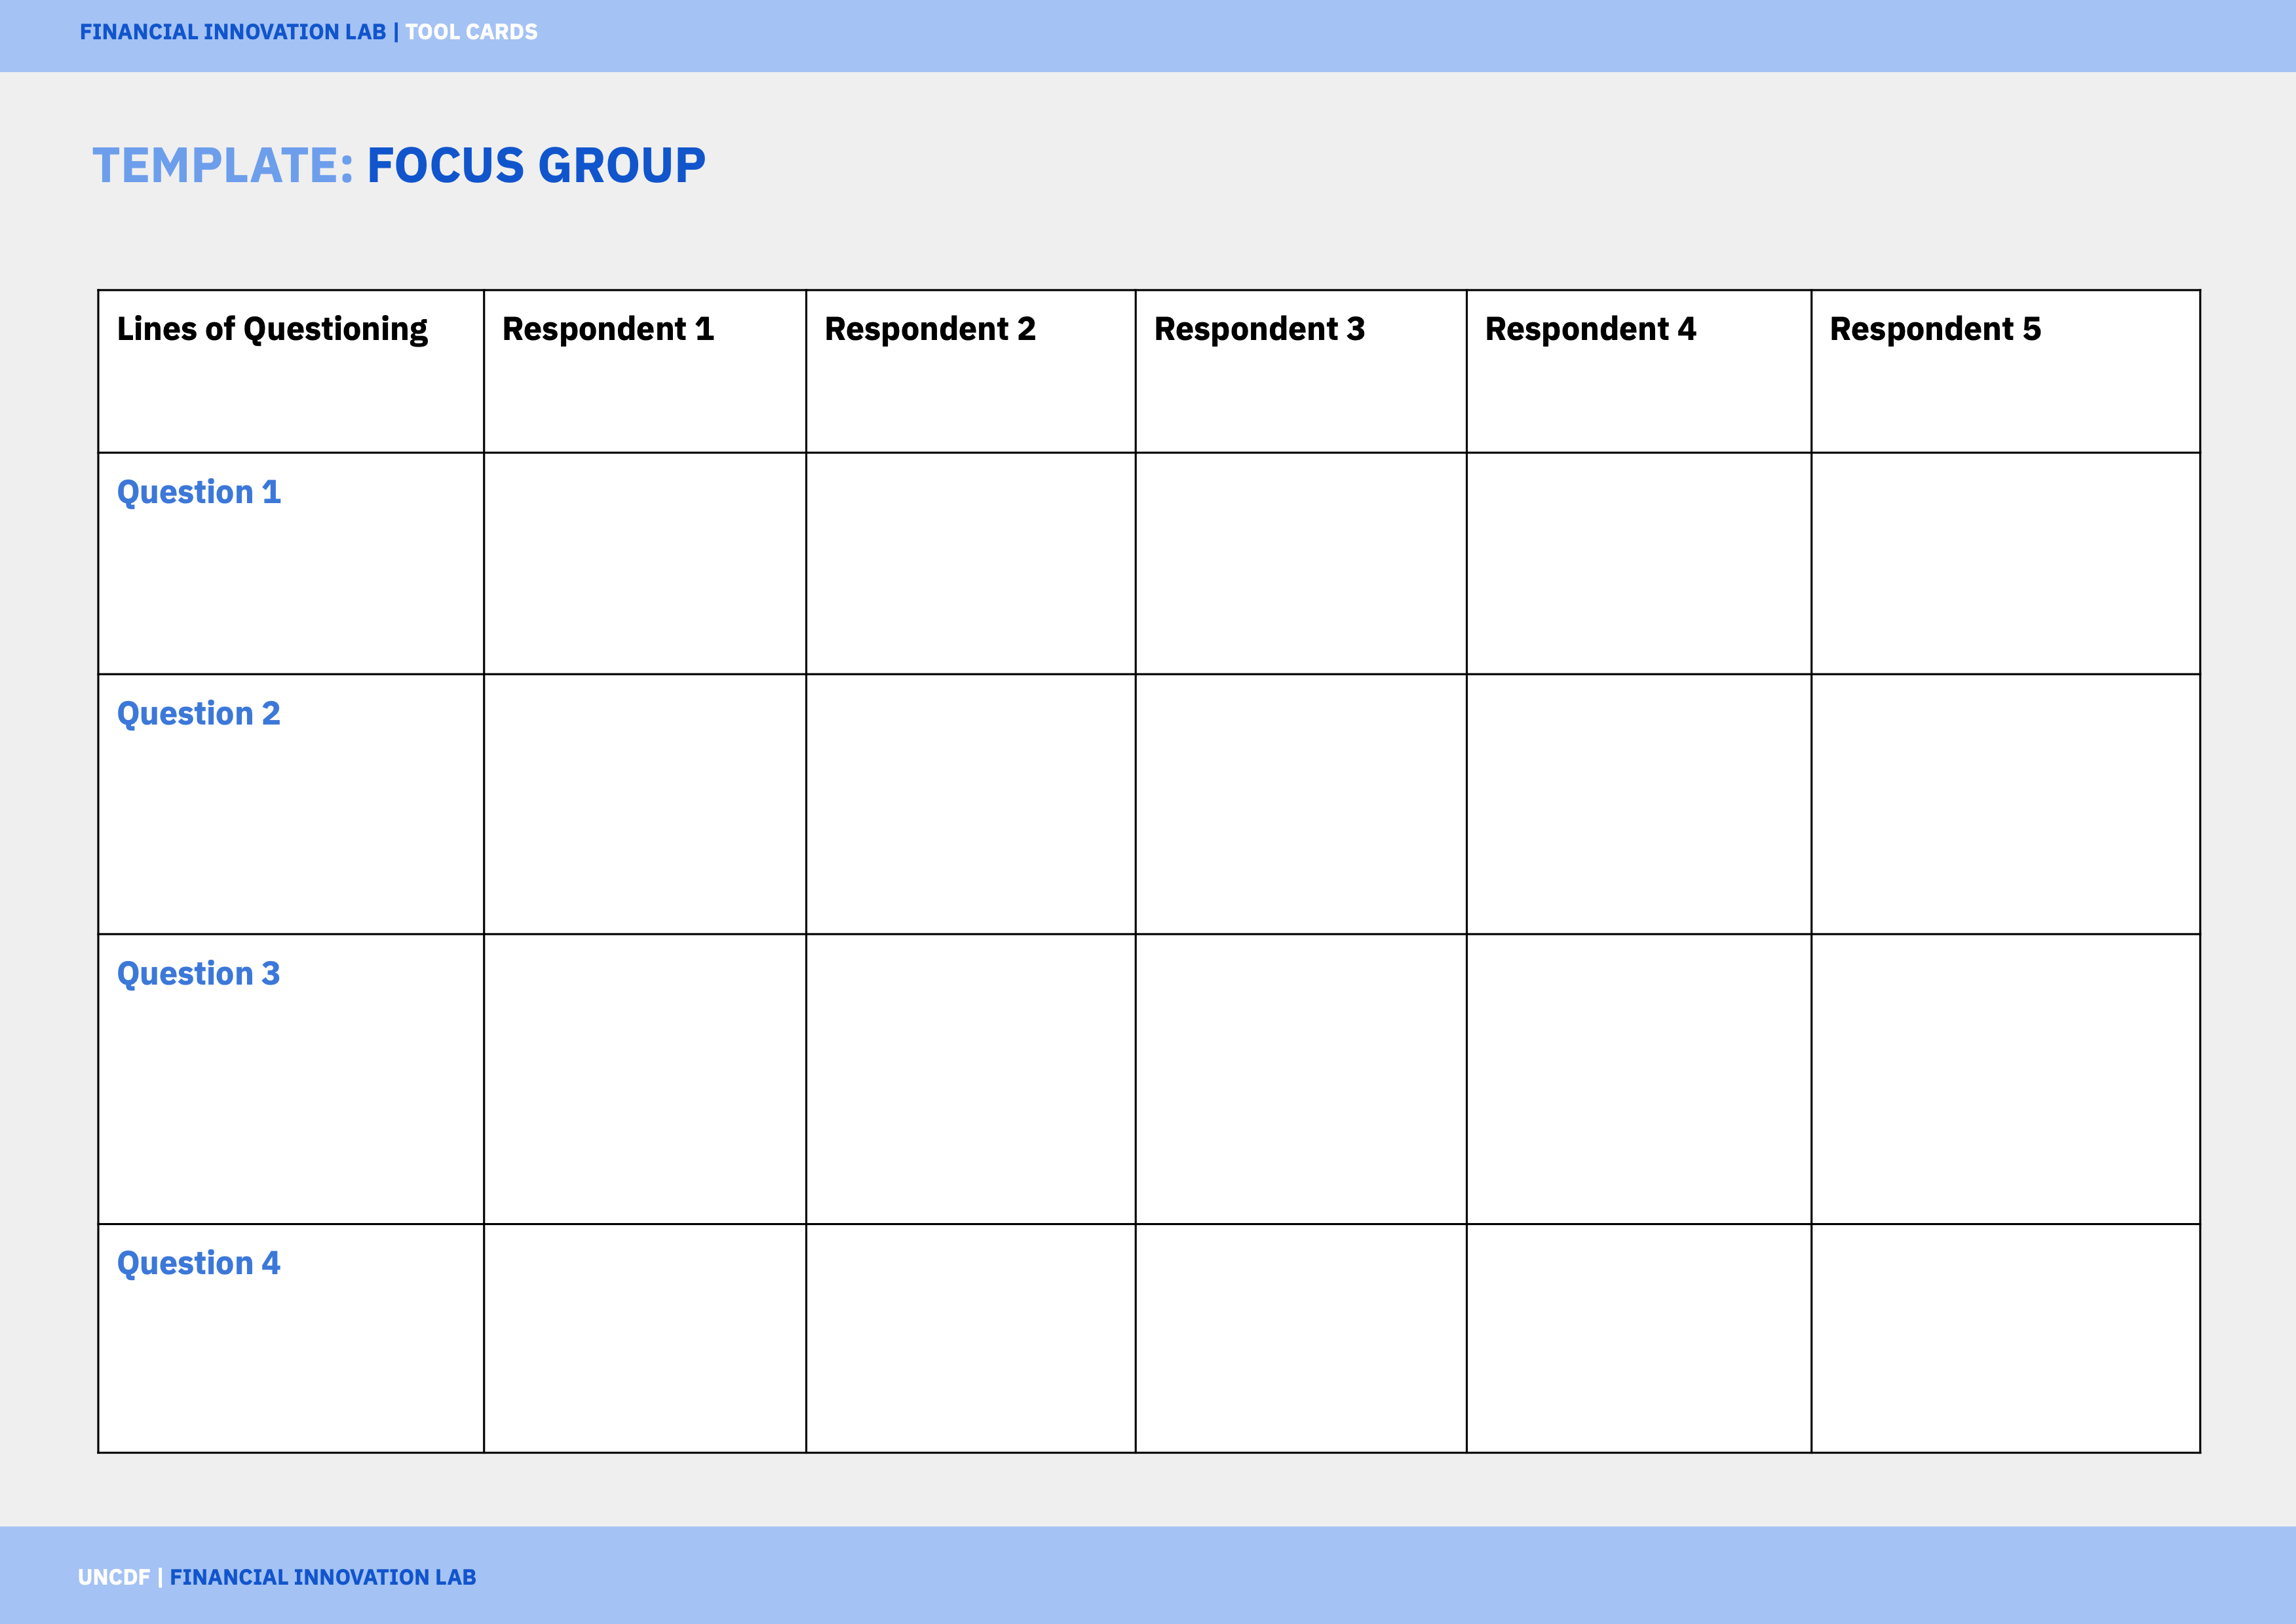 FINANCIAL INNOVATION LAB | TOOL CARDS
TEMPLATE: FOCUS GROUP
Lines of Questioning Respondent 1 Respondent 2 Respondent 3 Respondent 4 Respondent 5
Question 1
Question 2
Question 3
Question 4
UNCDF | FINANCIAL INNOVATION LAB